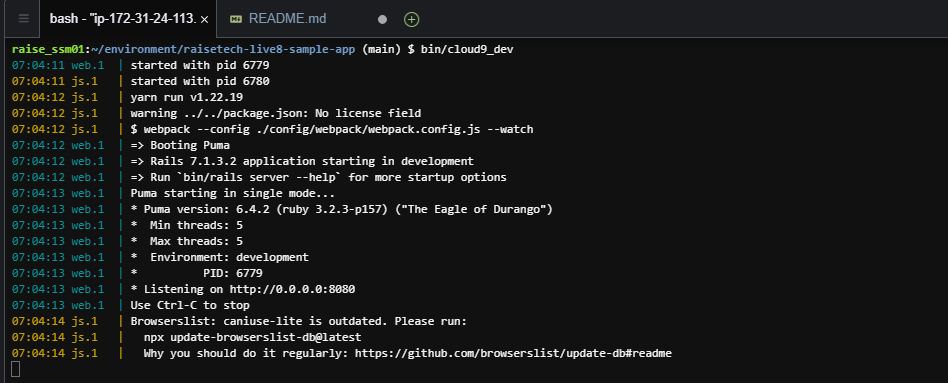 bash - "ip-172-31-24-113.
README.md
raise_ssm01:~/environment/raisetech-live8-sample-app (main) $ bin/cloud9_dev
07:04:11 web.1  | started with pid 6779
07:04:11 js.1   | started with pid 6780
07:04:12 js.1   | yarn run v1.22.19
07:04:12 js.1   | warning ../../package.json: No license field
07:04:12 js.1   | $ webpack --config ./config/webpack/webpack.config.js --watch
07:04:12 web.1  | => Booting Puma
07:04:12 web.1  | => Rails 7.1.3.2 application starting in development
07:04:12 web.1  | => Run `bin/rails server --help` for more startup options
07:04:13 web.1  | Puma starting in single mode...
07:04:13 web.1  | * Puma version: 6.4.2 (ruby 3.2.3-p157) ("The Eagle of Durango")
07:04:13 web.1  | *  Min threads: 5
07:04:13 web.1  | *  Max threads: 5
07:04:13 web.1  | *  Environment: development
07:04:13 web.1  | *          PID: 6779
07:04:13 web.1  | * Listening on http://0.0.0.0:8080
07:04:13 web.1  | Use Ctrl-C to stop
07:04:14 js.1   | Browserslist: caniuse-lite is outdated. Please run:
07:04:14 js.1   |   npx update-browserslist-db@latest
07:04:14 js.1   |   Why you should do it regularly: https://github.com/browserslist/update-db#readme